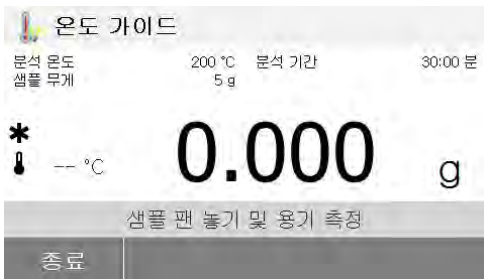 온도 가이드
분석 온도 200 °C 분석 기간 30:00 분
샘플 무게 5 g
-- °C 0.000 g
샘플 팬 놓기 및 용기 측정
종료